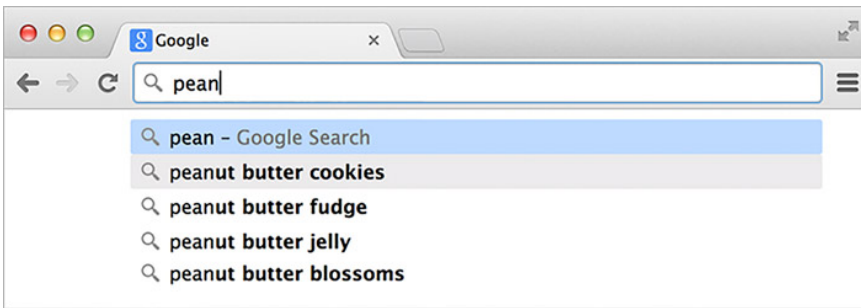 Google
pean
pean – Google Search
peanut butter cookies
peanut butter fudge
peanut butter jelly
peanut butter blossoms